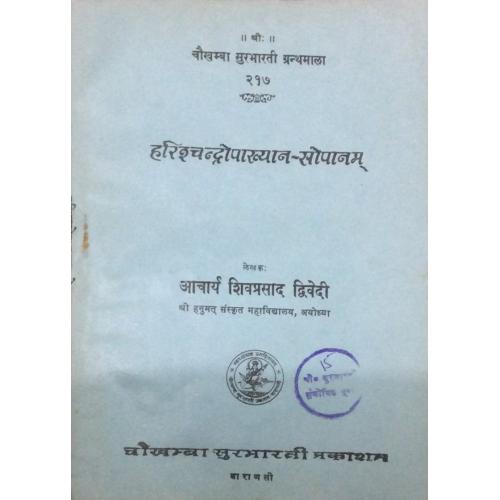 ॥ श्रीः ॥
चौखम्बा सुरभारती ग्रन्थमाला
२१७
हरिश्चन्द्रोपाख्यान-सोपानम्
लेखकः
आचार्य शिवप्रसाद द्विवेदी
श्री हनुमत् संस्कृत महाविद्यालय, अयोध्या
15
चौखम्बा सुरभारती प्रकाशन
वाराणसी